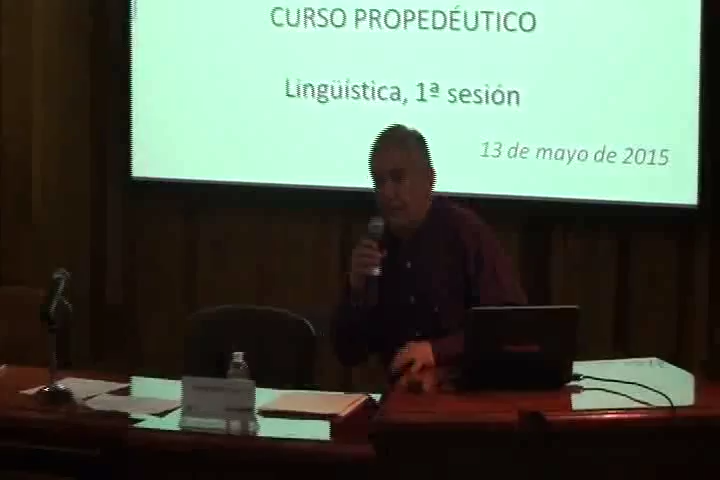 CURSO PROPEDÉUTICO
Lingüística, 1ª sesión
13 de mayo de 2015